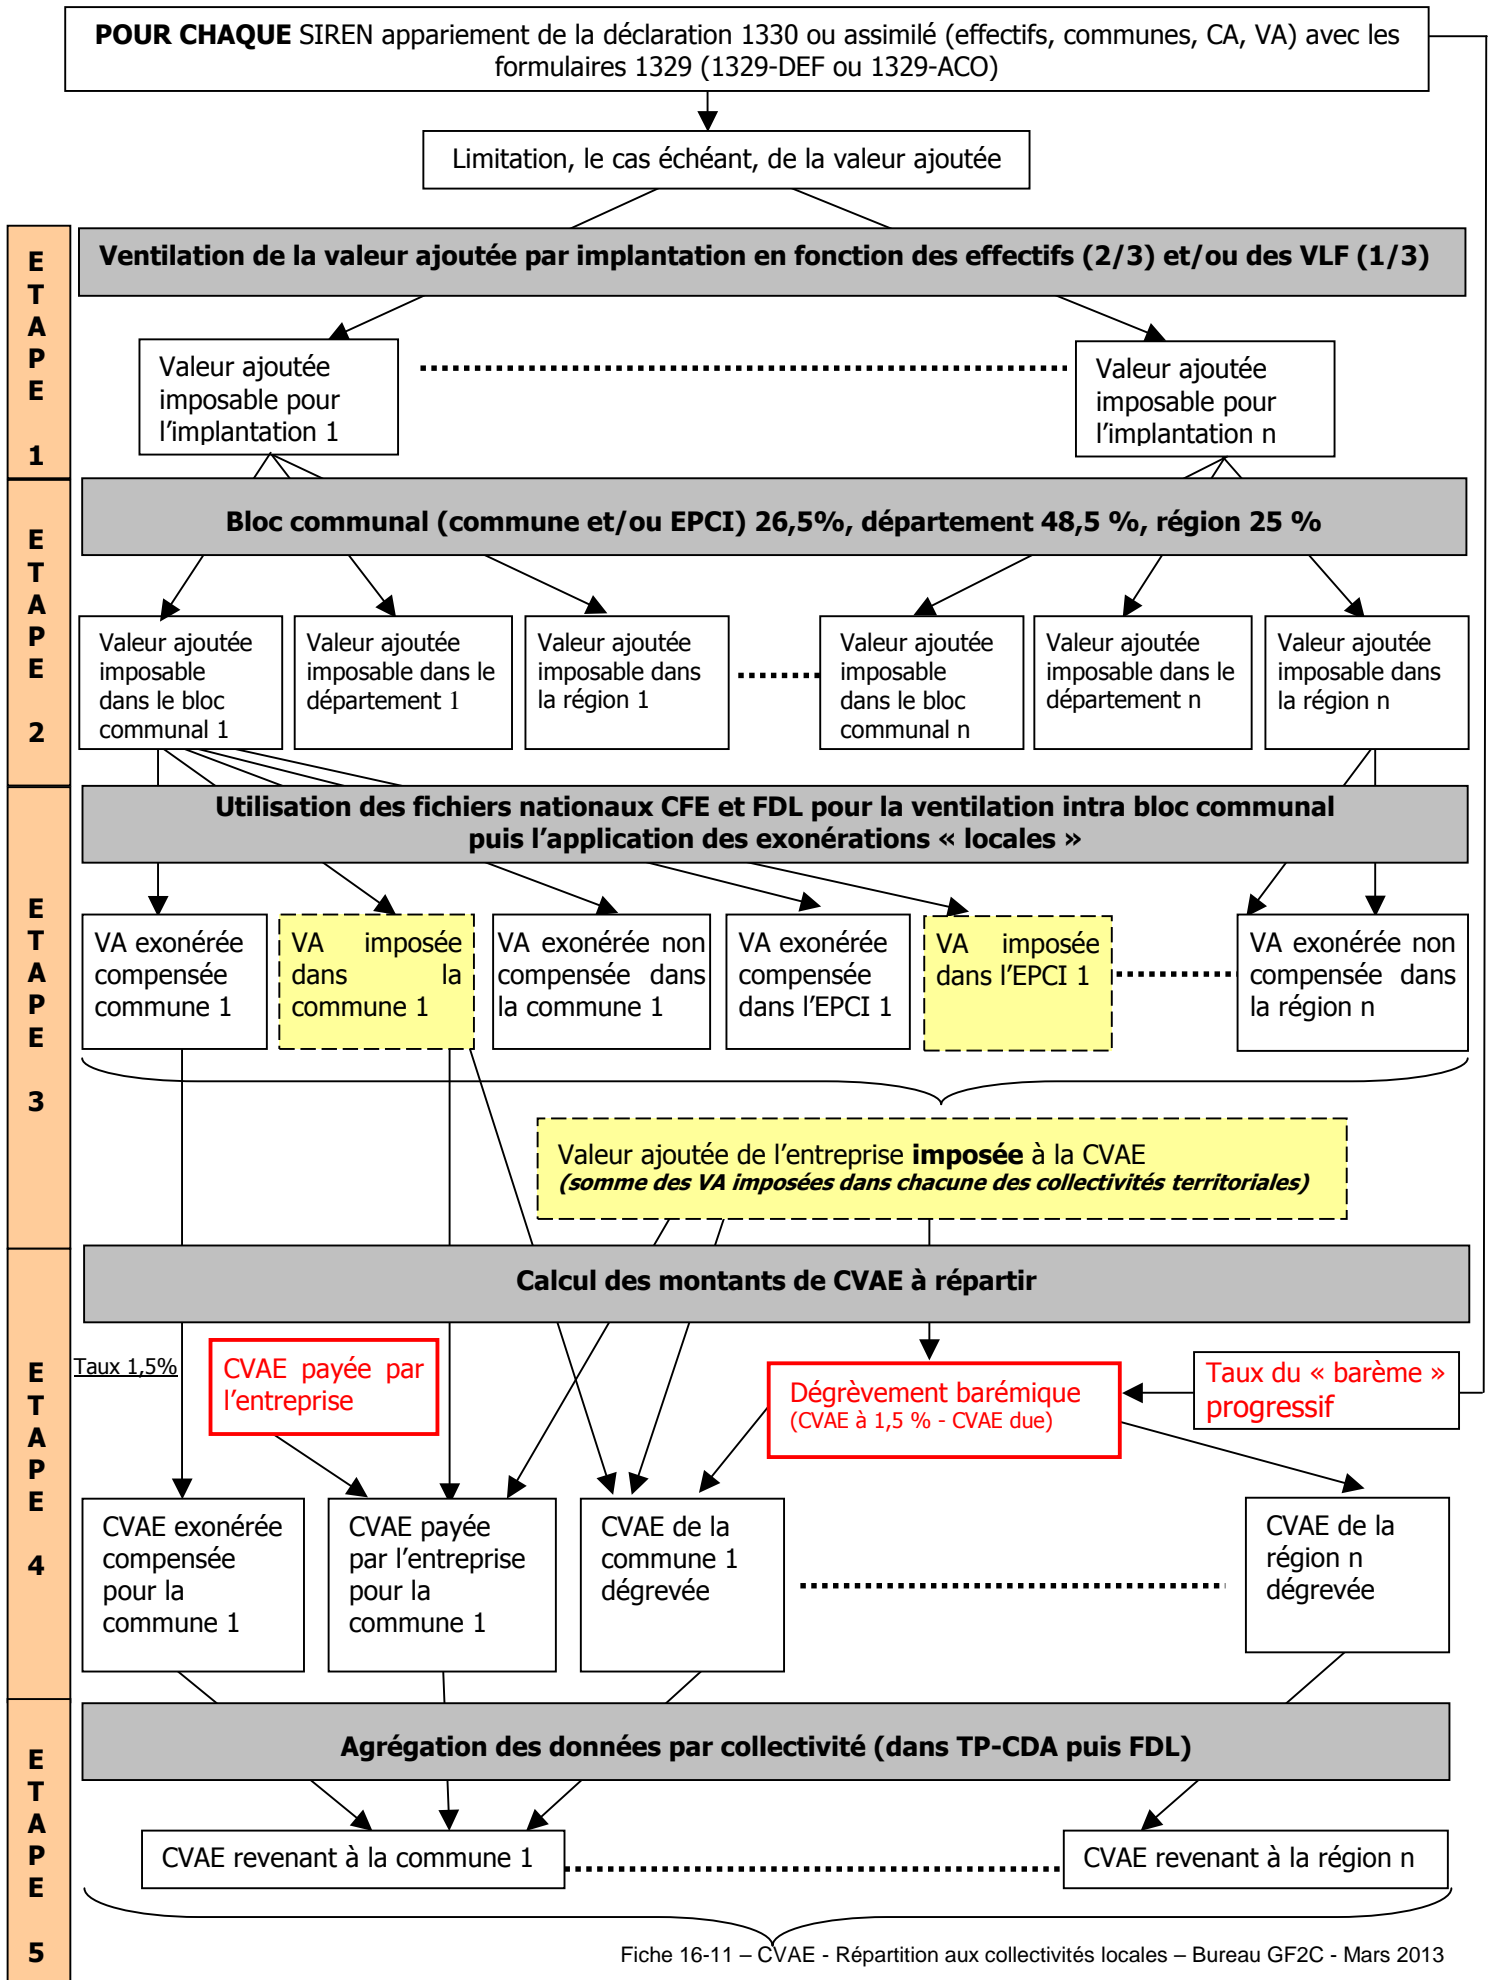 POUR CHAQUE SIREN appariement de la déclaration 1330 ou assimilé (effectifs, communes, CA, VA) avec les
formulaires 1329 (1329-DEF ou 1329-ACO)
Limitation, le cas échéant, de la valeur ajoutée
ETAPE 1
Ventilation de la valeur ajoutée par implantation en fonction des effectifs (2/3) et/ou des VLF (1/3)
Valeur ajoutée
imposable pour
l'implantation 1
Valeur ajoutée
imposable pour
l'implantation n
ETAPE 2
Bloc communal (commune et/ou EPCI) 26,5%, département 48,5 %, région 25 %
Valeur ajoutée
imposable
dans le bloc
communal 1
Valeur ajoutée
imposable dans le
département 1
Valeur ajoutée
imposable dans
la région 1
Valeur ajoutée
imposable
dans le bloc
communal n
Valeur ajoutée
imposable dans le
département n
Valeur ajoutée
imposable dans
la région n
ETAPE 3
Utilisation des fichiers nationaux CFE et FDL pour la ventilation intra bloc communal
puis l'application des exonérations « locales »
VA exonérée
compensée
commune 1
VA imposée
dans la
commune 1
VA exonérée non
compensée dans
la commune 1
VA exonérée
compensée
dans l'EPCI 1
VA imposée
dans l'EPCI 1
VA exonérée non
compensée dans
la région n
Valeur ajoutée de l'entreprise imposée à la CVAE
(somme des VA imposées dans chacune des collectivités territoriales)
ETAPE 4
Calcul des montants de CVAE à répartir
Taux 1,5%
CVAE payée par
l'entreprise
Dégrèvement barémique
(CVAE à 1,5 % - CVAE due)
Taux du « barème »
progressif
CVAE exonérée
compensée
pour la
commune 1
CVAE payée
par l'entreprise
pour la
commune 1
CVAE de la
commune 1
dégrevée
CVAE de la
région n
dégrevée
ETAPE 5
Agrégation des données par collectivité (dans TP-CDA puis FDL)
CVAE revenant à la commune 1
CVAE revenant à la région n
Fiche 16-11 – CVAE - Répartition aux collectivités locales – Bureau GF2C - Mars 2013